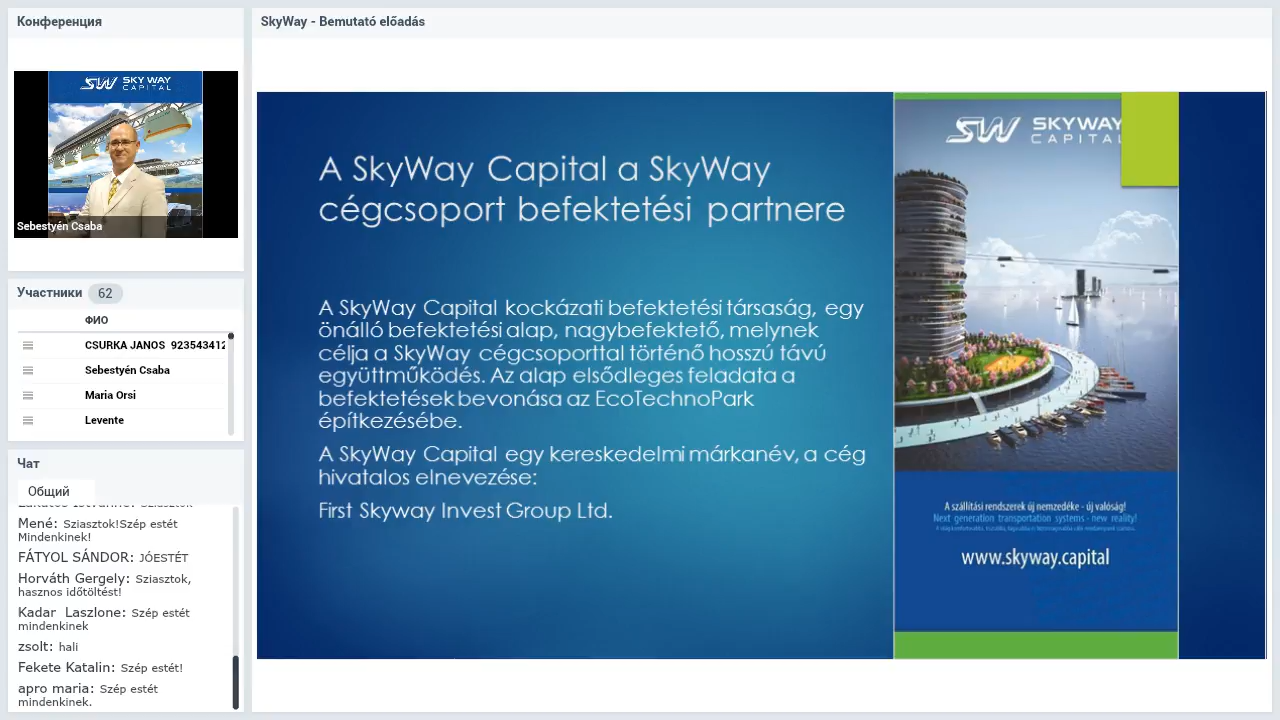 Конференция
SW SKY WAY
CAPITAL
Sebestyén Csaba
Участники 62
ФИО
CSURKA JANOS 923543412
Sebestyén Csaba
Maria Orsi
Levente
Чат
Общий
Mené: Sziasztok!Szép estét
Mindenkinek!
FÁTYOL SÁNDOR: JÓESTÉT
Horváth Gergely: Sziasztok,
hasznos időtöltést!
Kadar Laszlone: Szép estét
mindenkinek
zsolt: hali
Fekete Katalin: Szép estét!
apro maria: Szép estét
mindenkinek.
SkyWay - Bemutató előadás
A SkyWay Capital a SkyWay
cégcsoport befektetési partnere
A SkyWay Capital kockázati befektetési társaság, egy
önálló befektetési alap, nagybefektető, melynek
célja a SkyWay cégcsoporttal történő hosszú távú
együttműködés. Az alap elsődleges feladata a
befektetések bevonása az EcoTechnoPark
építkezésébe.
A SkyWay Capital egy kereskedelmi márkanév, a cég
hivatalos elnevezése:
First Skyway Invest Group Ltd.
SW SKYWAY
CAPITAL
A szállítási rendszerek új nemzedéke - új valóság!
Next generation transportation systems - new reality!
www.skyway.capital